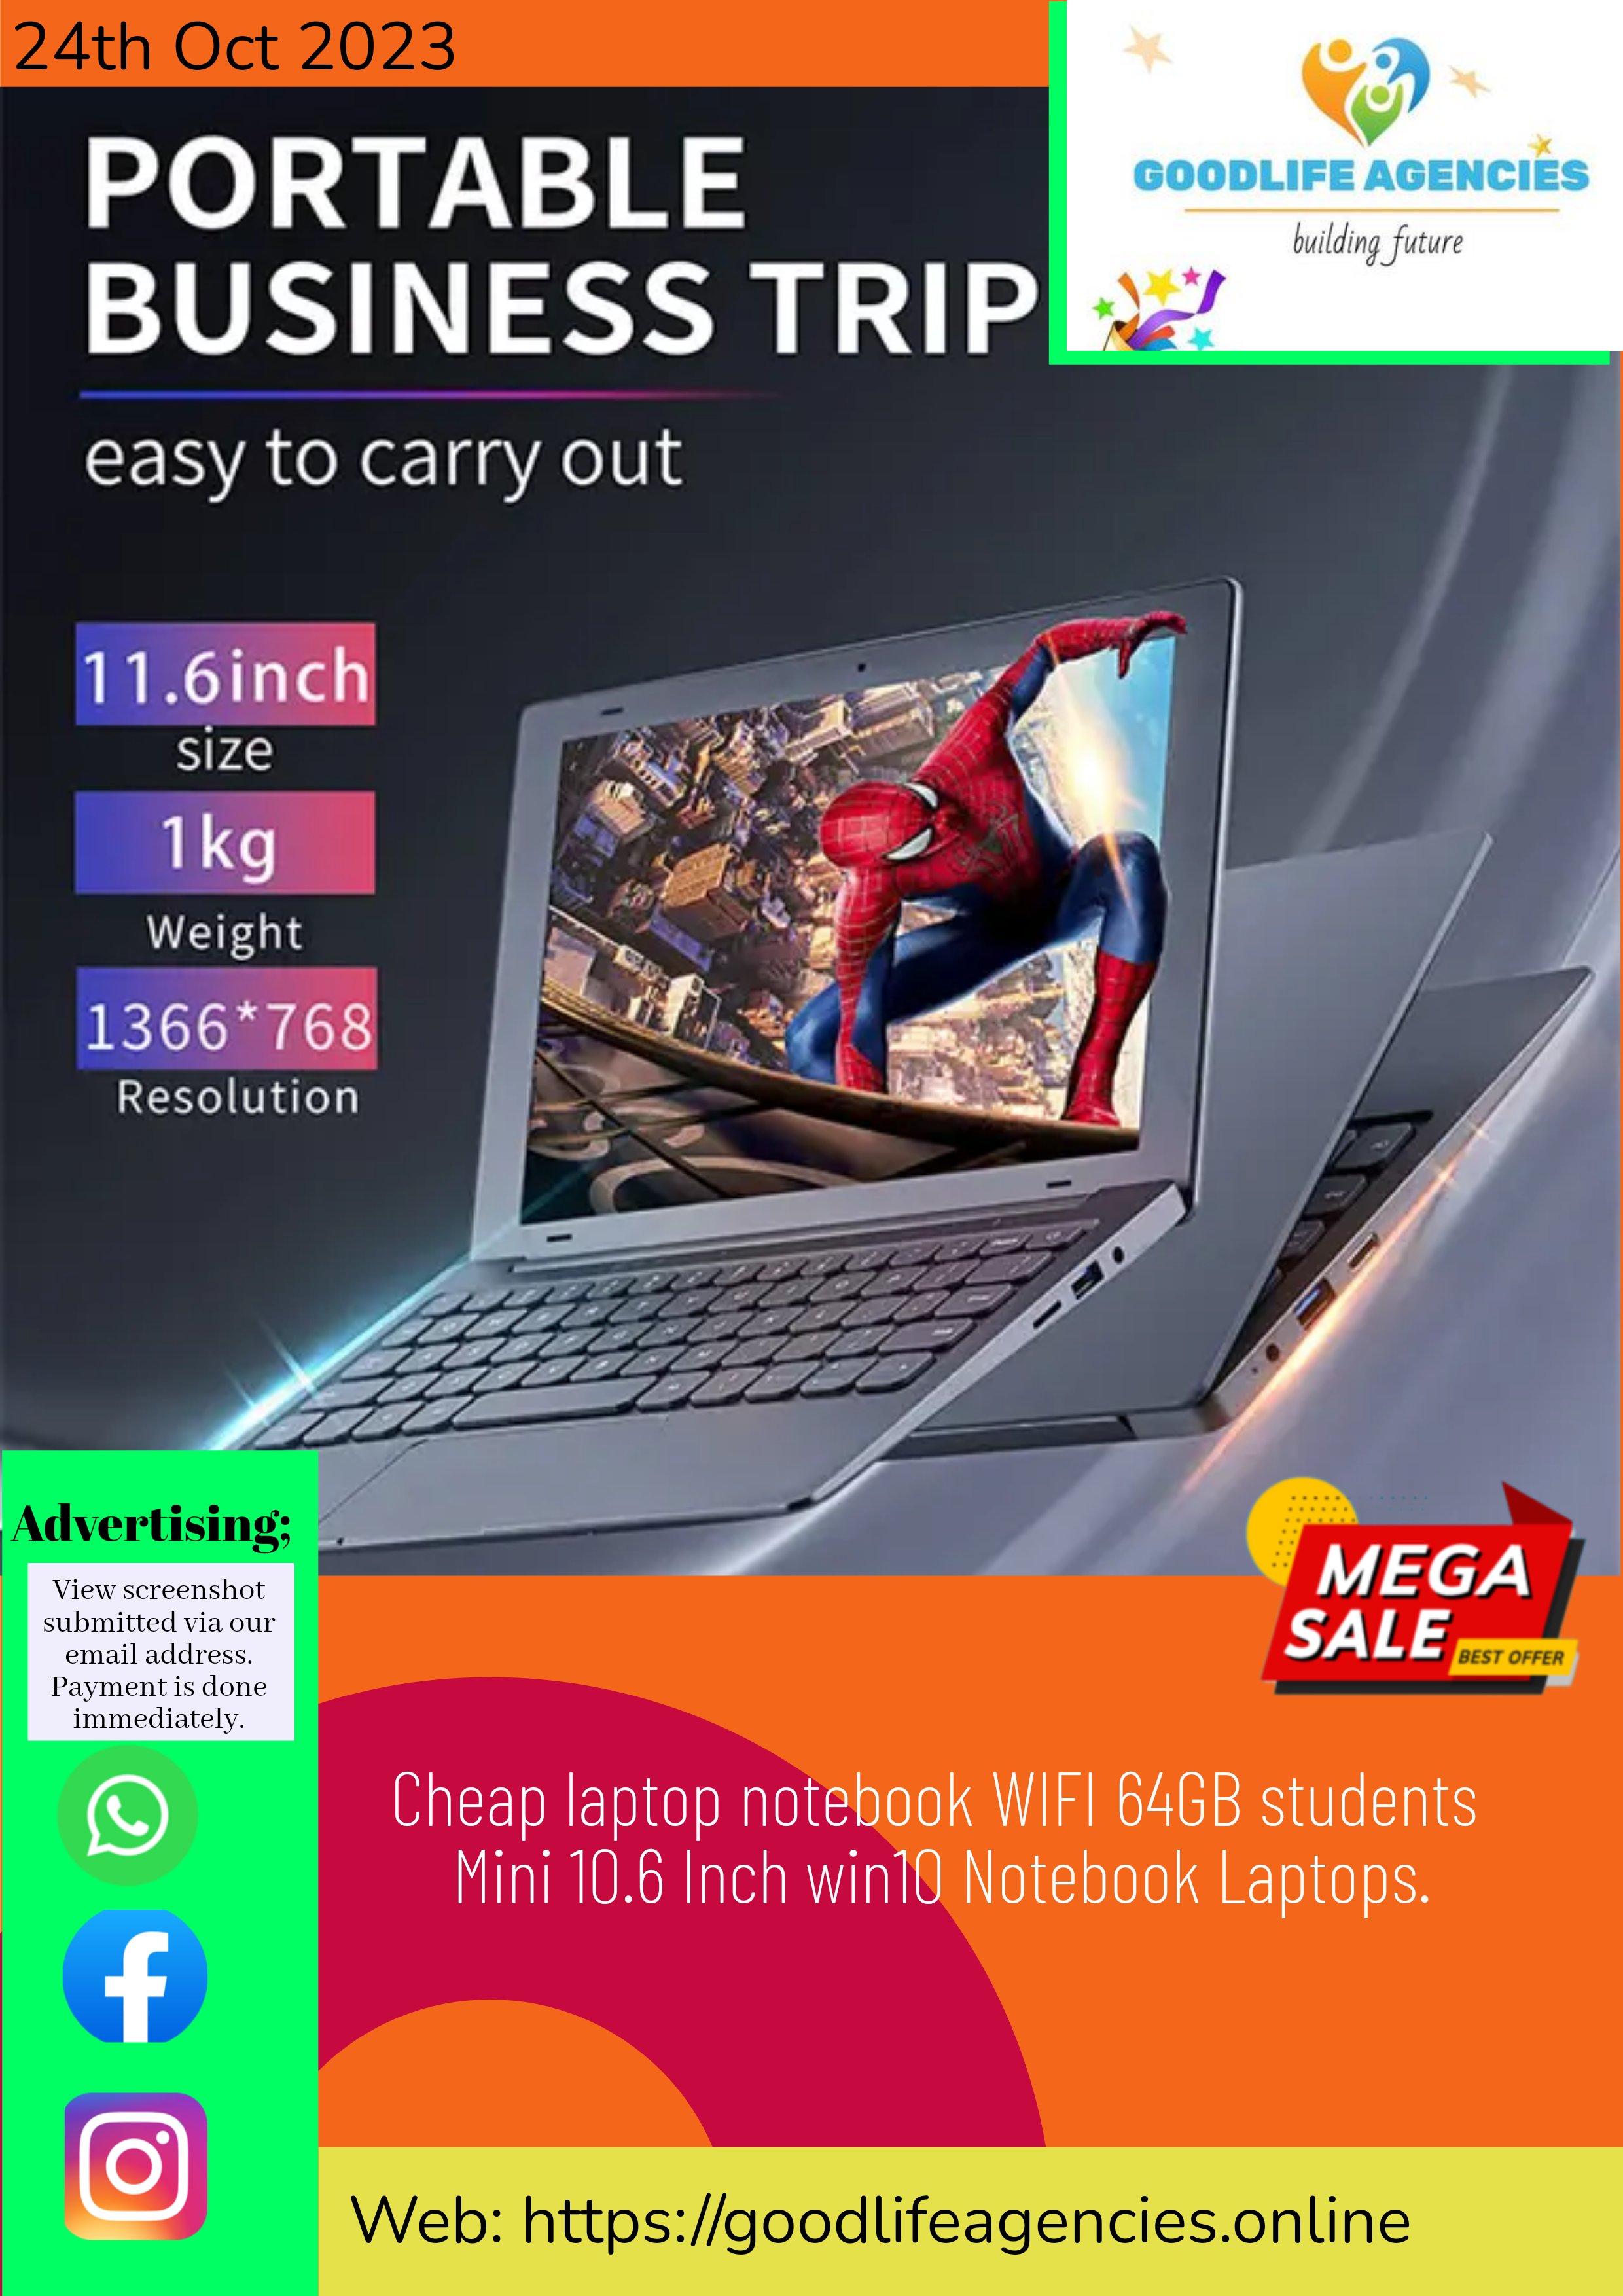 24th Oct 2023
GOODLIFE AGENCIES
building future
PORTABLE
BUSINESS TRIP
easy to carry out
11.6inch
size
1kg
Weight
1366*768
Resolution
Advertising;
View screenshot
submitted via our
email address.
Payment is done
immediately.
MEGA
SALE
BEST OFFER
Cheap laptop notebook WIFI 64GB students
Mini 10.6 Inch win10 Notebook Laptops.
Web: https://goodlifeagencies.online